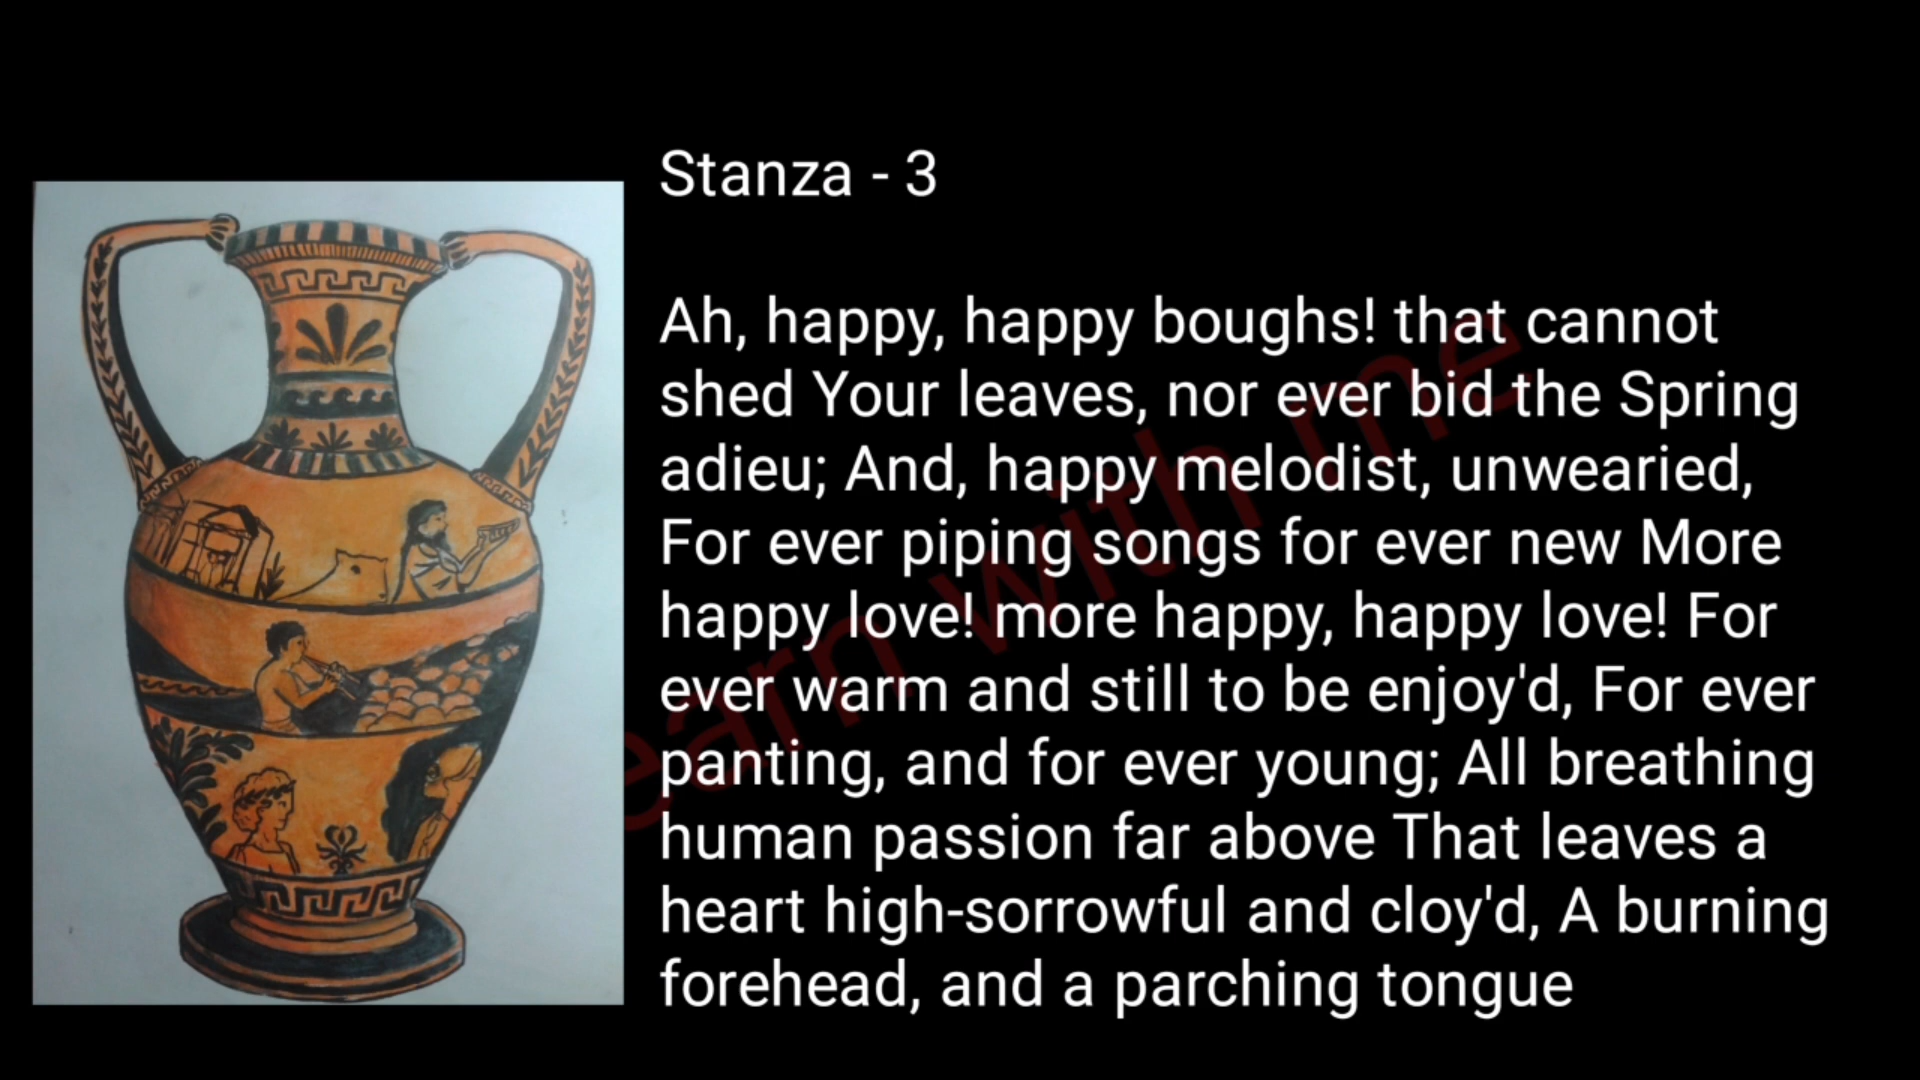 Stanza - 3
Ah, happy, happy boughs! that cannot
shed Your leaves, nor ever bid the Spring
adieu; And, happy melodist, unwearied,
For ever piping songs for ever new More
happy love! more happy, happy love! For
ever warm and still to be enjoy'd, For ever
panting, and for ever young; All breathing
human passion far above That leaves a
heart high-sorrowful and cloy'd, A burning
forehead, and a parching tongue
earn with me